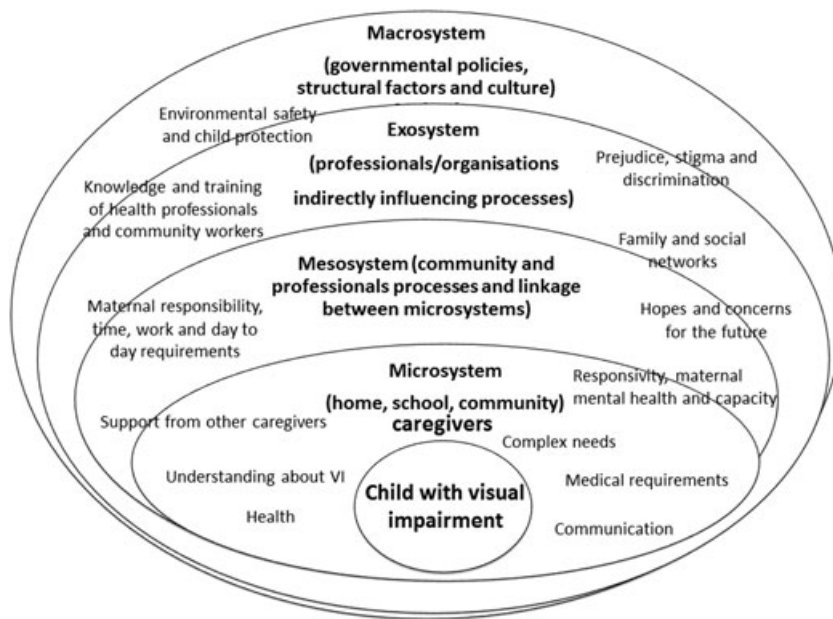 Macrosystem
(governmental policies,
structural factors and culture)
Environmental safety
and child protection
Exosystem
(professionals/organisations
indirectly influencing processes)
Prejudice, stigma and
discrimination
Knowledge and training
of health professionals
and community workers
Family and social
networks
Mesosystem (community and
professionals processes and linkage
between microsystems)
Maternal responsibility,
time, work and day to
day requirements
Hopes and concerns
for the future
Microsystem
(home, school, community)
caregivers
Responsivity, maternal
mental health and capacity
Support from other caregivers
Complex needs
Understanding about VI
Medical requirements
Child with visual
impairment
Health
Communication